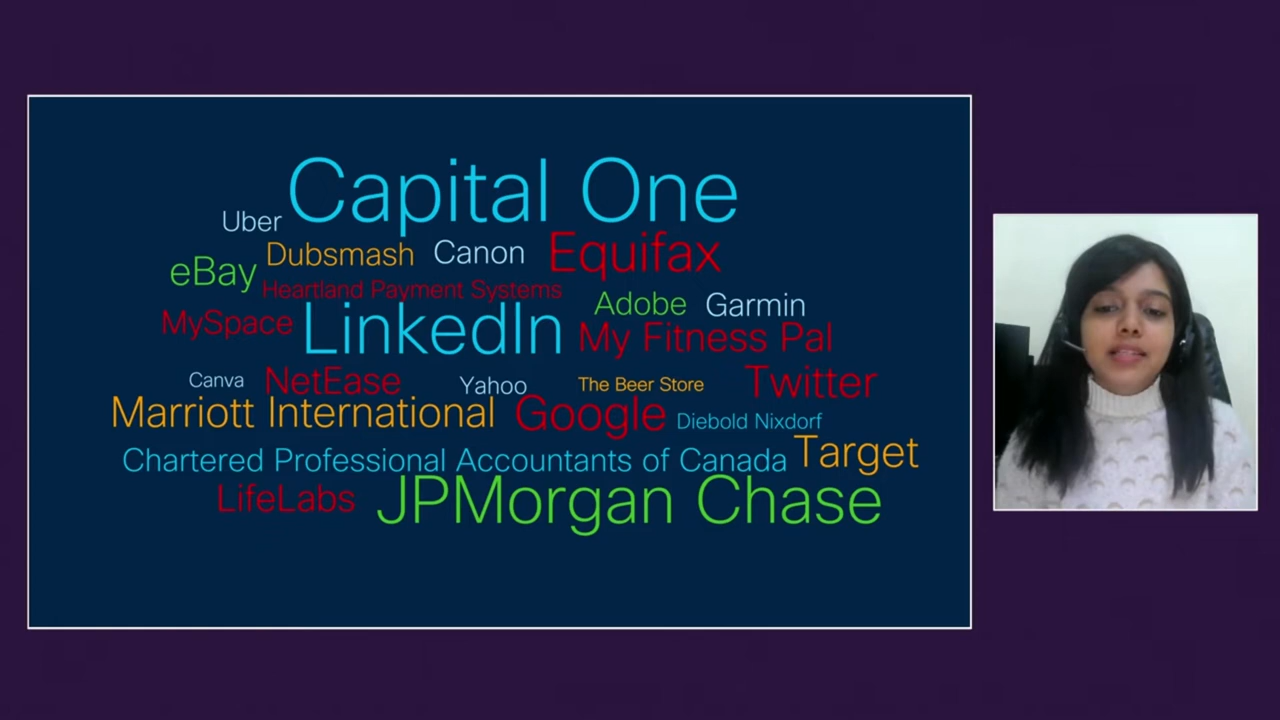 Capital One
Uber
Dubsmash Canon Equifax
eBay
Heartland Payment Systems
Adobe Garmin
MySpace LinkedIn My Fitness Pal
Canva NetEase Yahoo The Beer Store Twitter
Marriott International Google Diebold Nixdorf
Chartered Professional Accountants of Canada Target
LifeLabs JPMorgan Chase